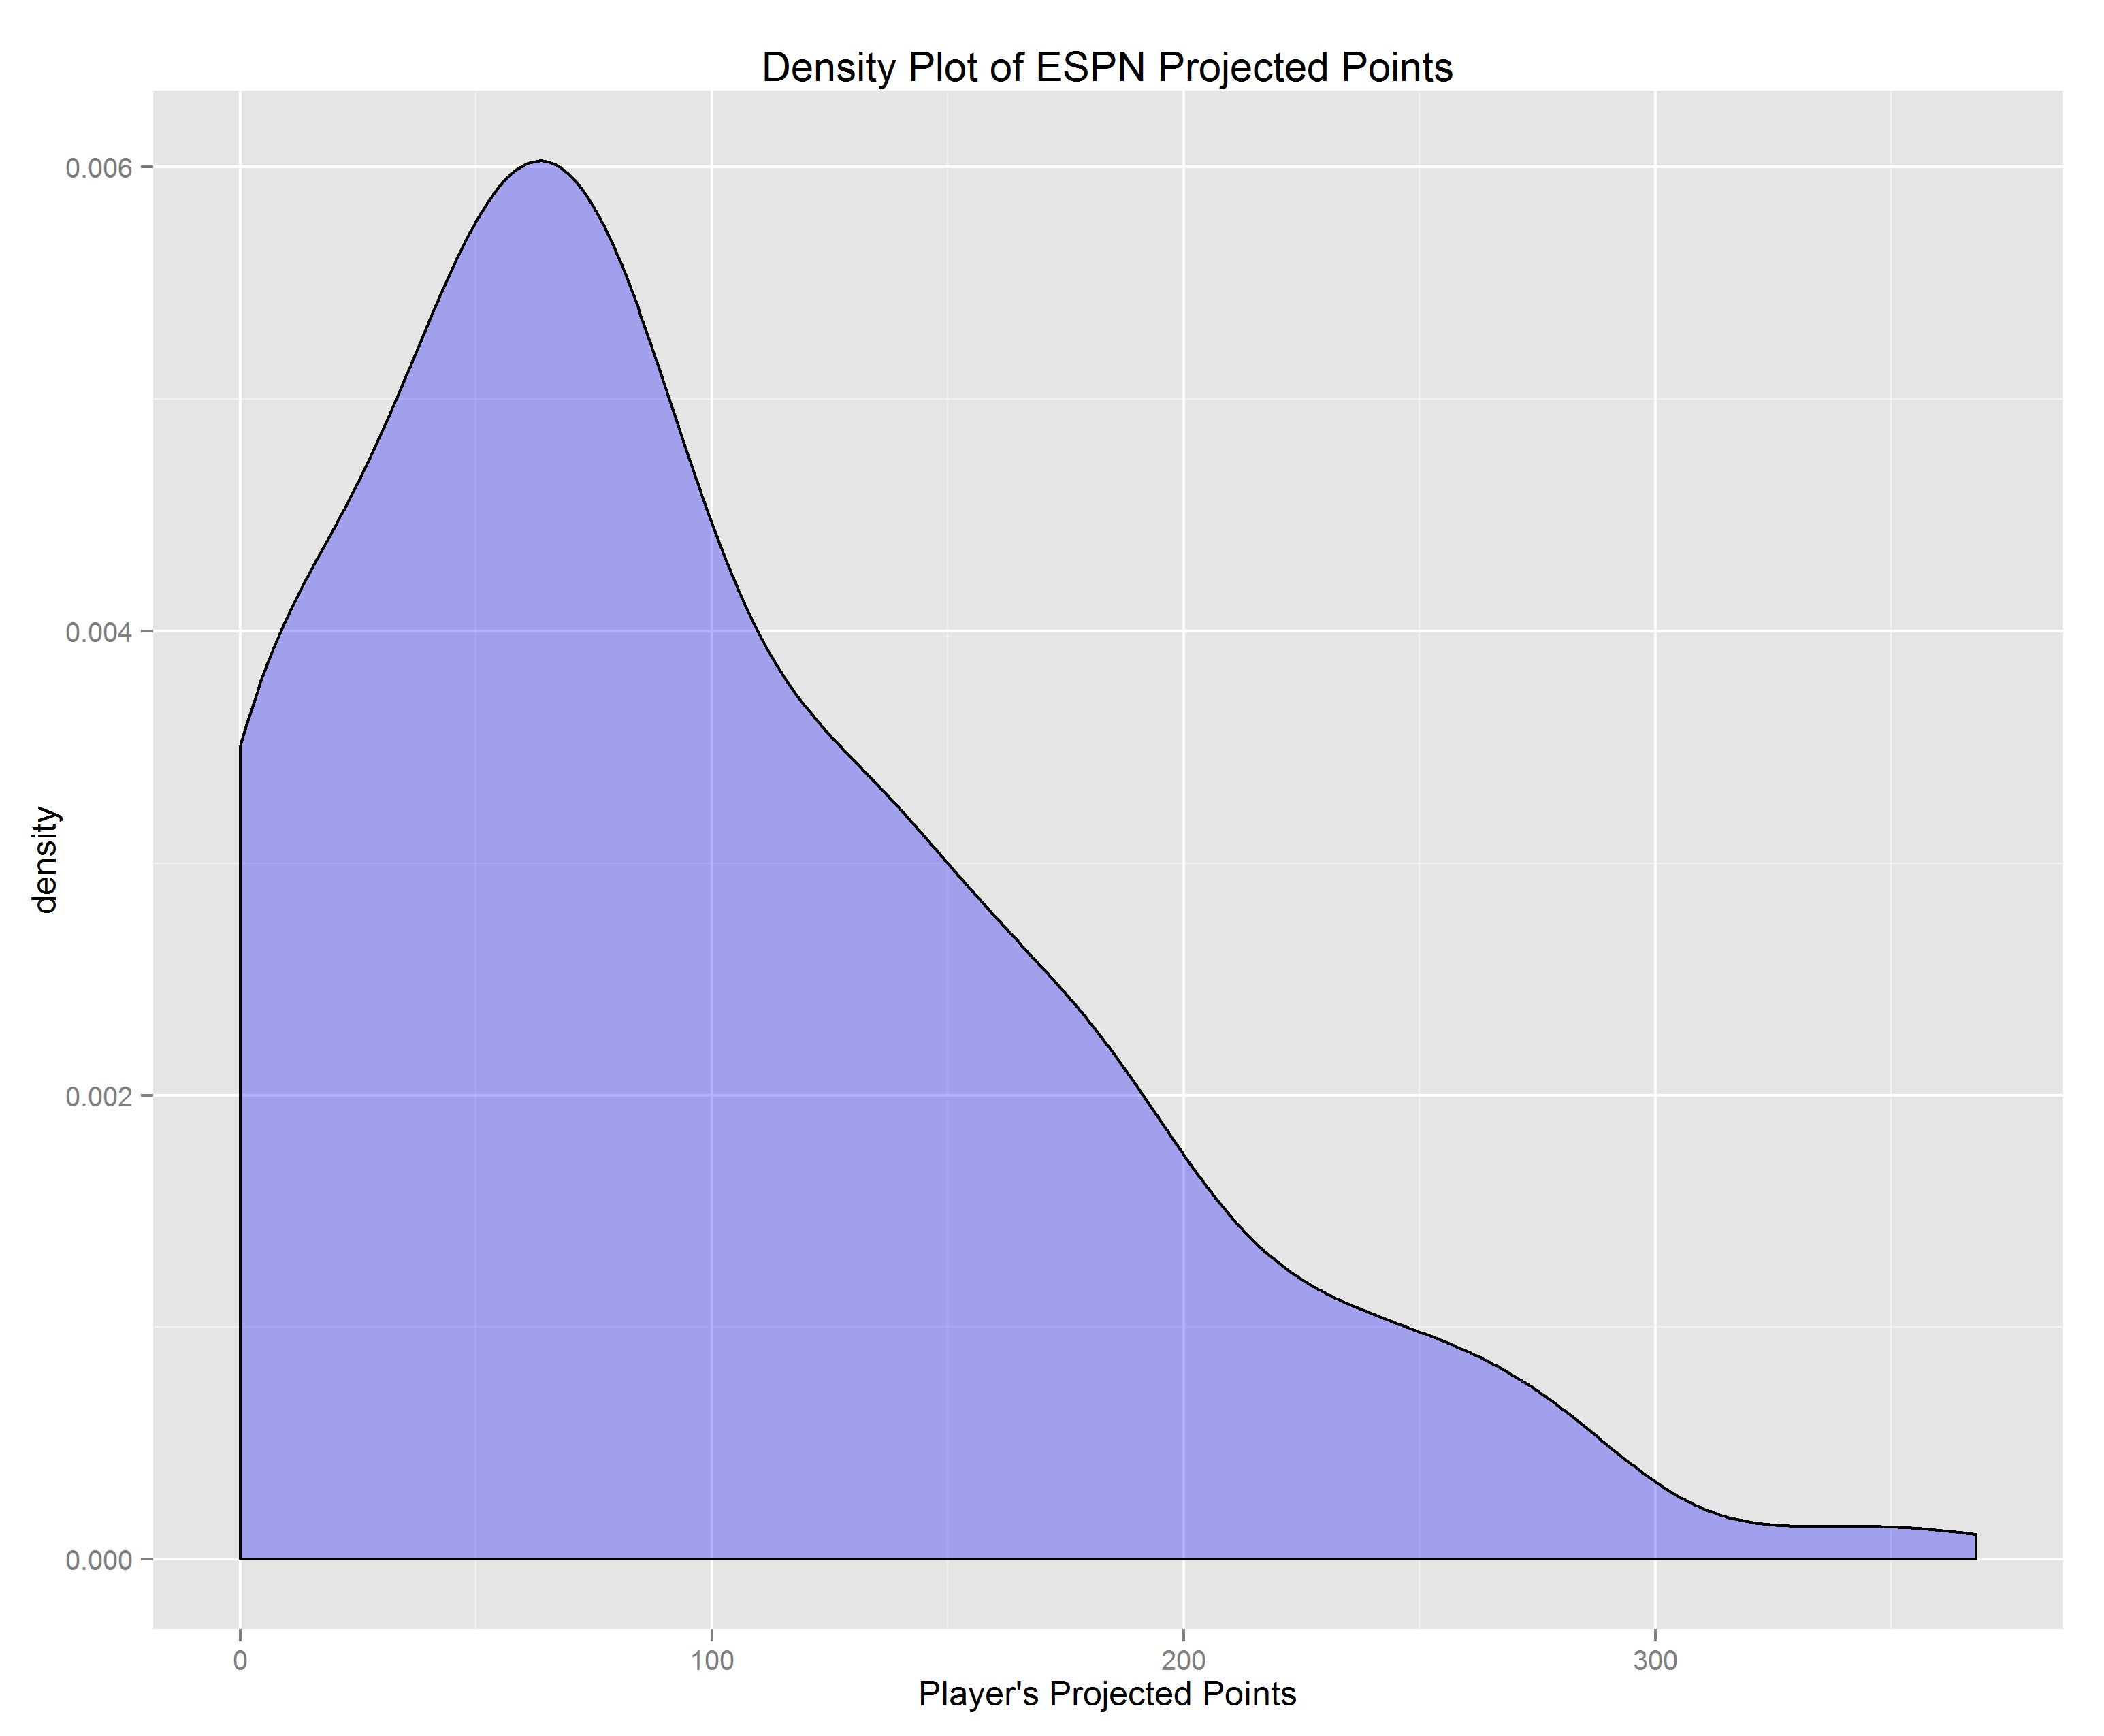 Density Plot of ESPN Projected Points
0.006
0.004
0.002
0.000
density
0 100 200 300
Player's Projected Points